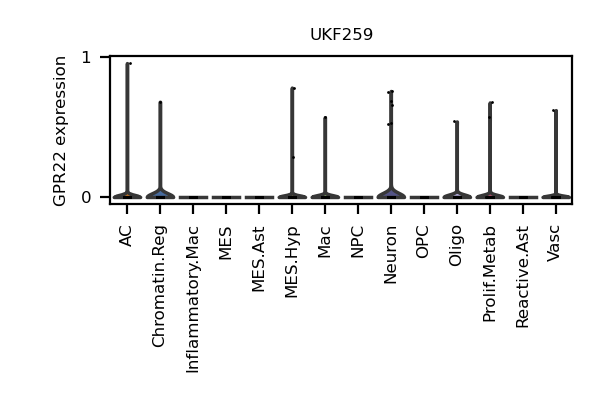 UKF259
GPR22 expression
1
0
AC
Chromatin.Reg
Inflammatory.Mac
MES
MES.Ast
MES.Hyp
Mac
NPC
Neuron
OPC
Oligo
Prolif.Metab
Reactive.Ast
Vasc